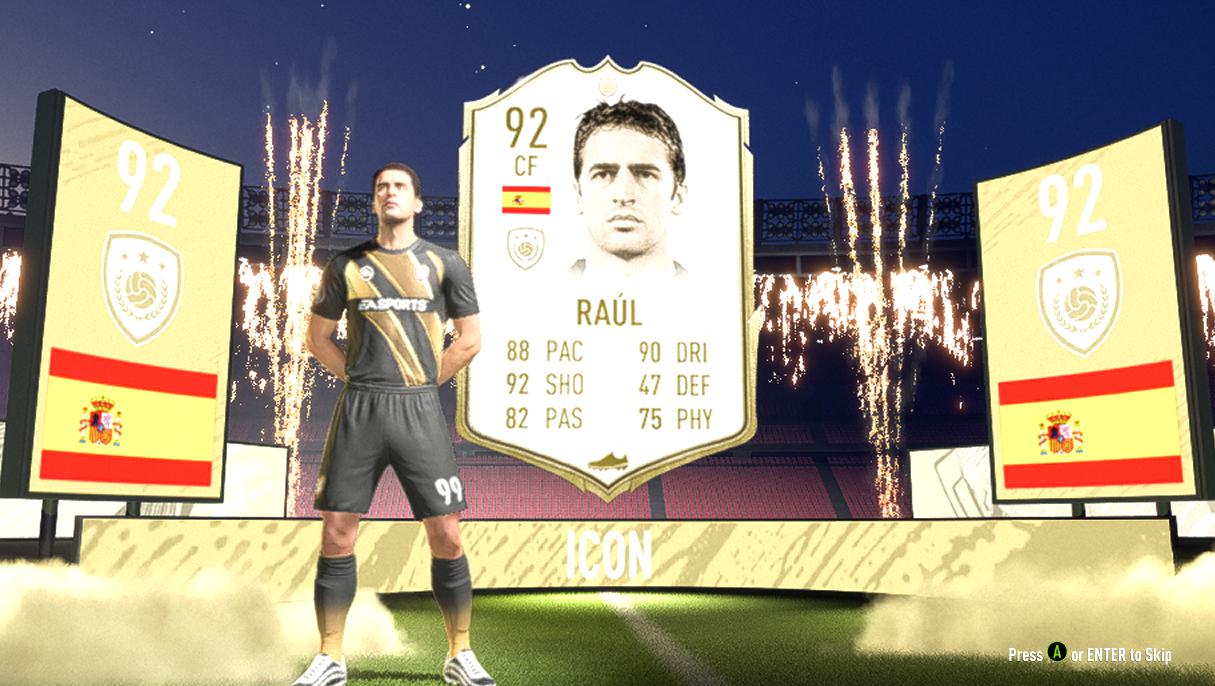 92
92
CF
RAÚL
88 PAC
90 DRI
92 SHO
47 DEF
82 PAS
75 PHY
92
EA SPORTS
99
ICON
Press A or ENTER to Skip